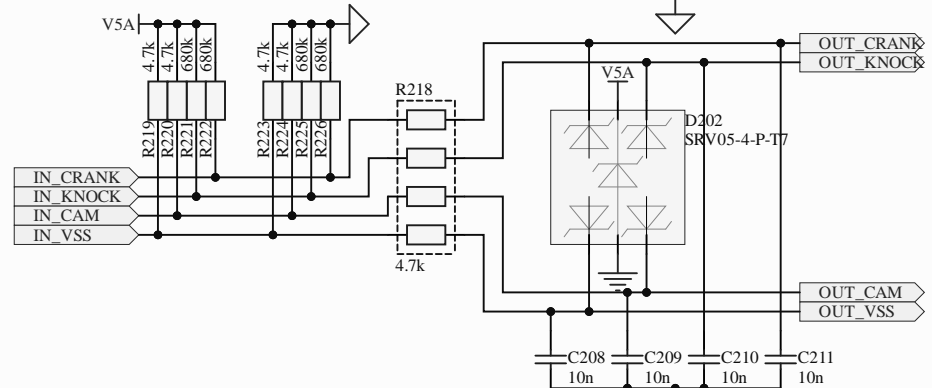 V5A
4.7k
4.7k
680k
680k
4.7k
4.7k
680k
680k
R219
R220
R221
R222
R223
R224
R225
R226
R218
4.7k
IN_CRANK
IN_KNOCK
IN_CAM
IN_VSS
V5A
D202
SRV05-4-P-T7
OUT_CRANK
OUT_KNOCK
OUT_CAM
OUT_VSS
C208
10n
C209
10n
C210
10n
C211
10n